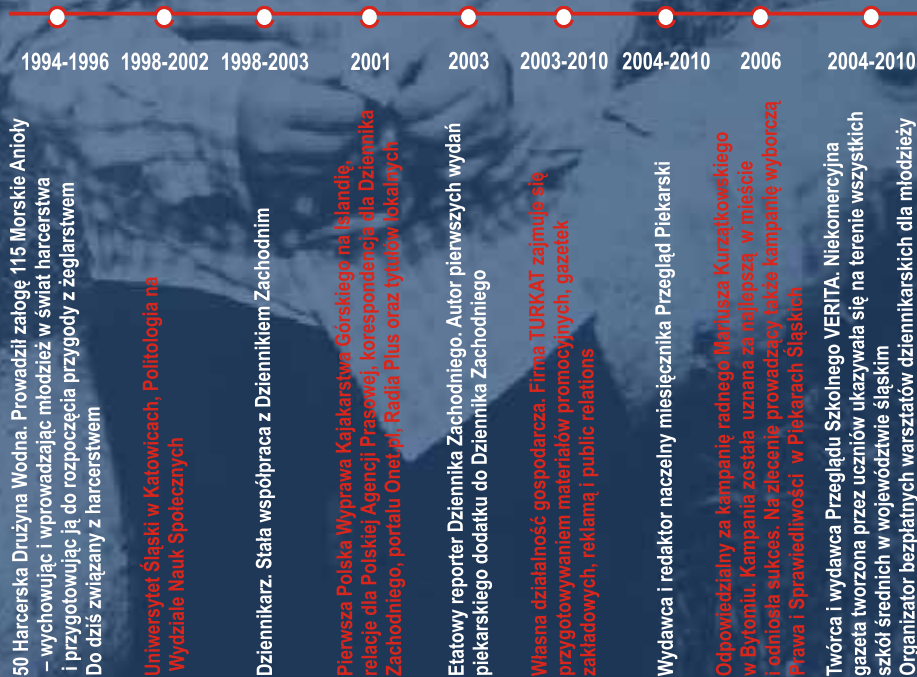 1994-1996
1998-2002
1998-2003
2001
2003
2003-2010
2004-2010
2006
2004-2010
50 Harcerska Drużyna Wodna. Prowadził załogę 115 Morskie Anioły
– wychowując i wprowadzając młodzież w świat harcerstwa
i przygotowując ją do rozpoczęcia przygody z żeglarstwem
Do dziś związany z harcerstwem
Uniwersytet Śląski w Katowicach, Politologia na
Wydziale Nauk Społecznych
Dziennikarz. Stała współpraca z Dziennikiem Zachodnim
Pierwsza Polska Wyprawa Kajakarstwa Górskiego na Islandię,
relacje dla Polskiej Agencji Prasowej, korespondencja dla Dziennika
Zachodniego, portalu Onet.pl, Radia Plus oraz tytułów lokalnych
Etatowy reporter Dziennika Zachodniego. Autor pierwszych wydań
piekarskiego dodatku do Dziennika Zachodniego
Własna działalność gospodarcza. Firma TURKAT zajmuje się
przygotowywaniem materiałów promocyjnych, gazetek
zakładowych, reklamą i public relations
Wydawca i redaktor naczelny miesięcznika Przegląd Piekarski
Odpowiedzialny za kampanię radnego Mariusza Kurzątkowskiego
w Bytomiu. Kampania została uznana za najlepszą w mieście
i odniosła sukces. Na zlecenie prowadzący także kampanię wyborczą
Prawa i Sprawiedliwości w Piekarach Śląskich
Twórca i wydawca Przeglądu Szkolnego VERITA. Niekomercyjna
gazeta tworzona przez uczniów ukazywała się na terenie wszystkich
szkół średnich w województwie śląskim
Organizator bezpłatnych warsztatów dziennikarskich dla młodzieży